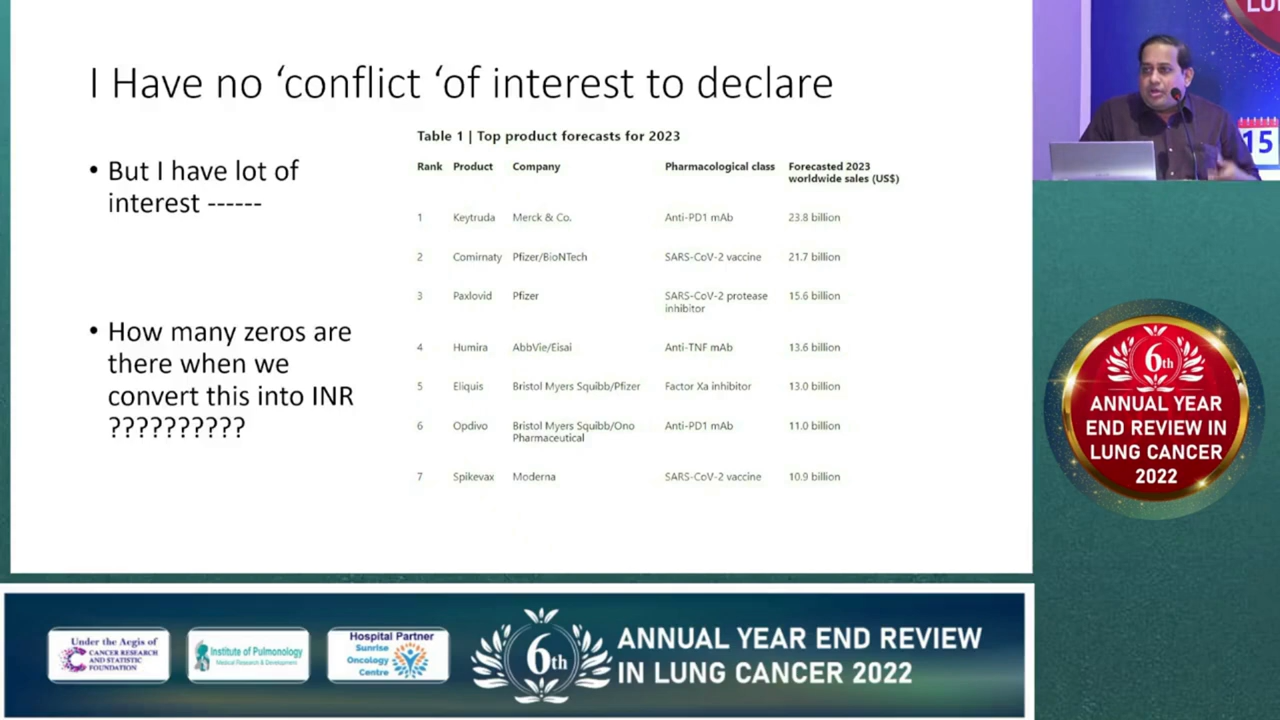 I Have no ‘conflict ‘of interest to declare
• But I have lot of
interest ------
• How many zeros are
there when we
convert this into INR
??????????
Table 1 | Top product forecasts for 2023
Rank Product Company Pharmacological class Forecasted 2023
worldwide sales (US$)
1 Keytruda Merck & Co. Anti-PD1 mAb 23.8 billion
2 Comirnaty Pfizer/BioNTech SARS-CoV-2 vaccine 21.7 billion
3 Paxlovid Pfizer SARS-CoV-2 protease 15.6 billion
inhibitor
4 Humira AbbVie/Eisai Anti-TNF mAb 13.6 billion
5 Eliquis Bristol Myers Squibb/Pfizer Factor Xa inhibitor 13.0 billion
6 Opdivo Bristol Myers Squibb/Ono Anti-PD1 mAb 11.0 billion
Pharmaceutical
7 Spikevax Moderna SARS-CoV-2 vaccine 10.9 billion
15
6th
ANNUAL YEAR
END REVIEW IN
LUNG CANCER
2022
Under the Aegis of
CANCER RESEARCH
AND STATISTIC
FOUNDATION
Institute of Pulmonology
Medical Research & Development
Hospital Partner
Sunrise
Oncology
Centre
6th
ANNUAL YEAR END REVIEW
IN LUNG CANCER 2022